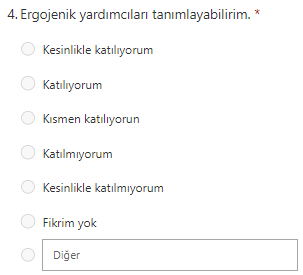 4. Ergojenik yardımcıları tanımlayabilirim. *
Kesinlikle katılıyorum
Katılıyorum
Kısmen katılıyorun
Katılmıyorum
Kesinlikle katılmıyorum
Fikrim yok
Diğer